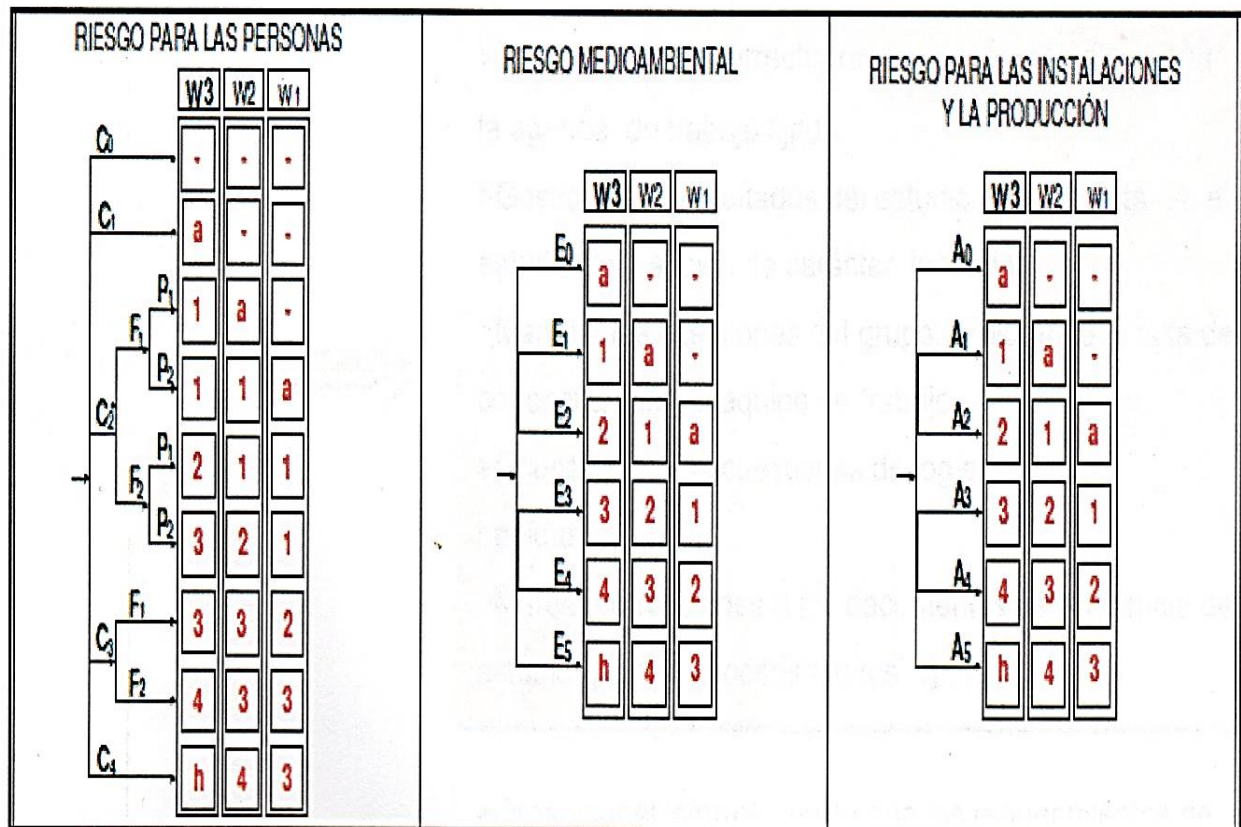 RIESGO PARA LAS PERSONAS
W3 W2 W1
C0 - - -
C1 a - -
C2 F1 P1 1 a -
P2 1 1 a
F2 P1 2 1 1
P2 3 2 1
C3 F1 3 3 2
F2 4 3 3
C4 h 4 3
RIESGO MEDIOAMBIENTAL
W3 W2 W1
E0 a - -
E1 1 a -
E2 2 1 a
E3 3 2 1
E4 4 3 2
E5 h 4 3
RIESGO PARA LAS INSTALACIONES
Y LA PRODUCCIÓN
W3 W2 W1
A0 a - -
A1 1 a -
A2 2 1 a
A3 3 2 1
A4 4 3 2
A5 h 4 3